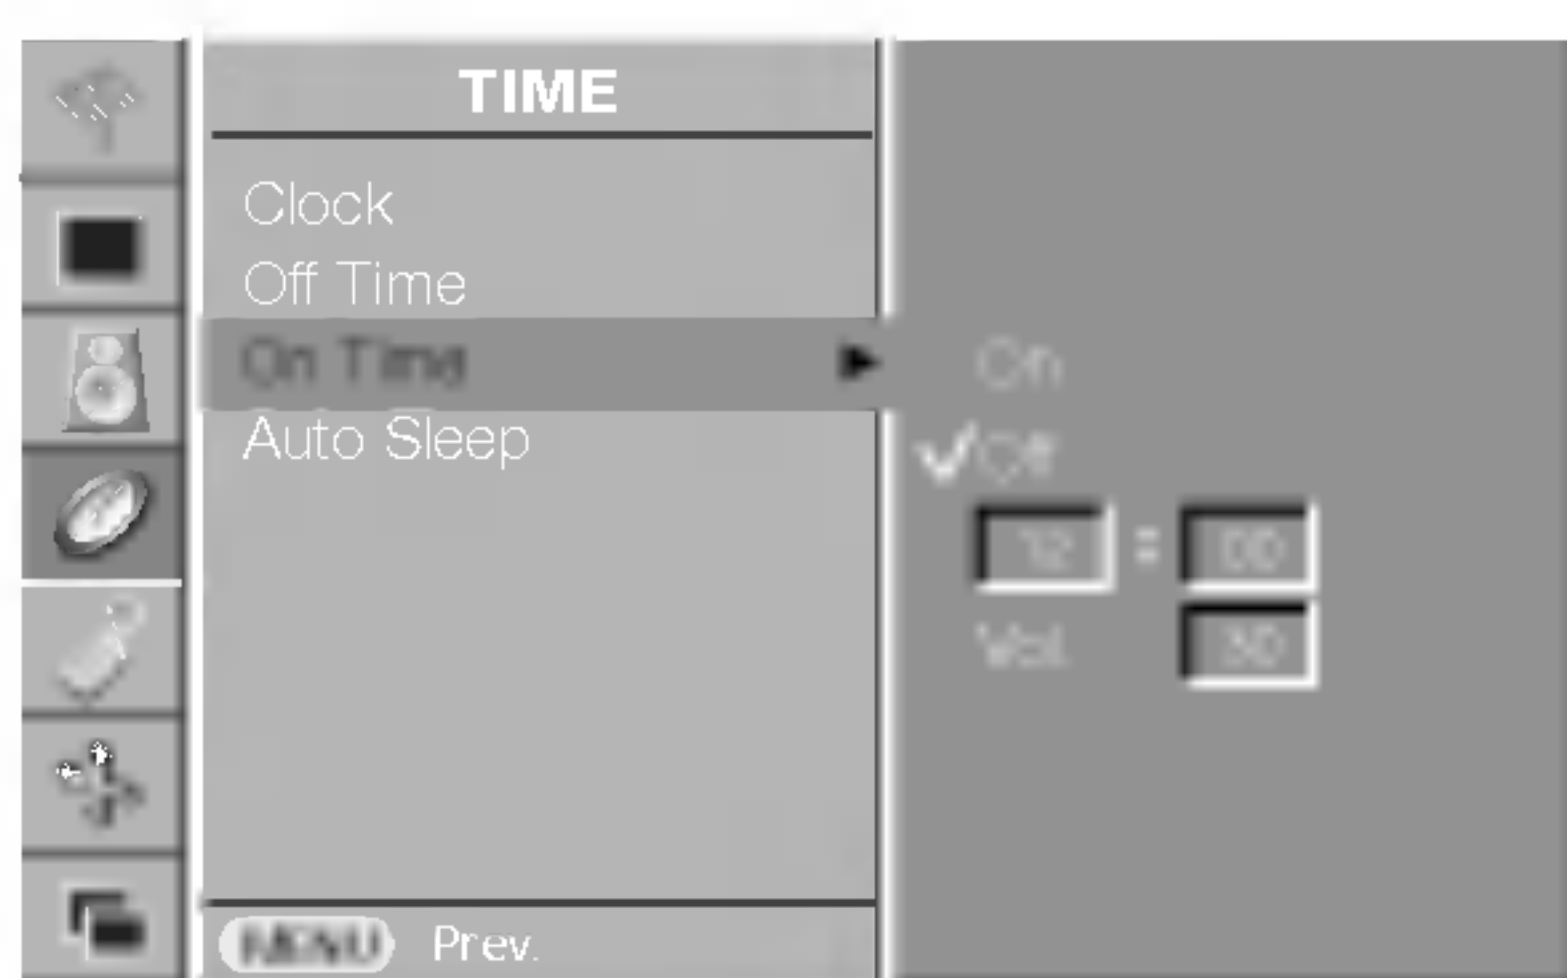 TIME
Clock
Off Time
On Time
Auto Sleep
On
Off
12 : 00
Vol. 30
MENU Prev.